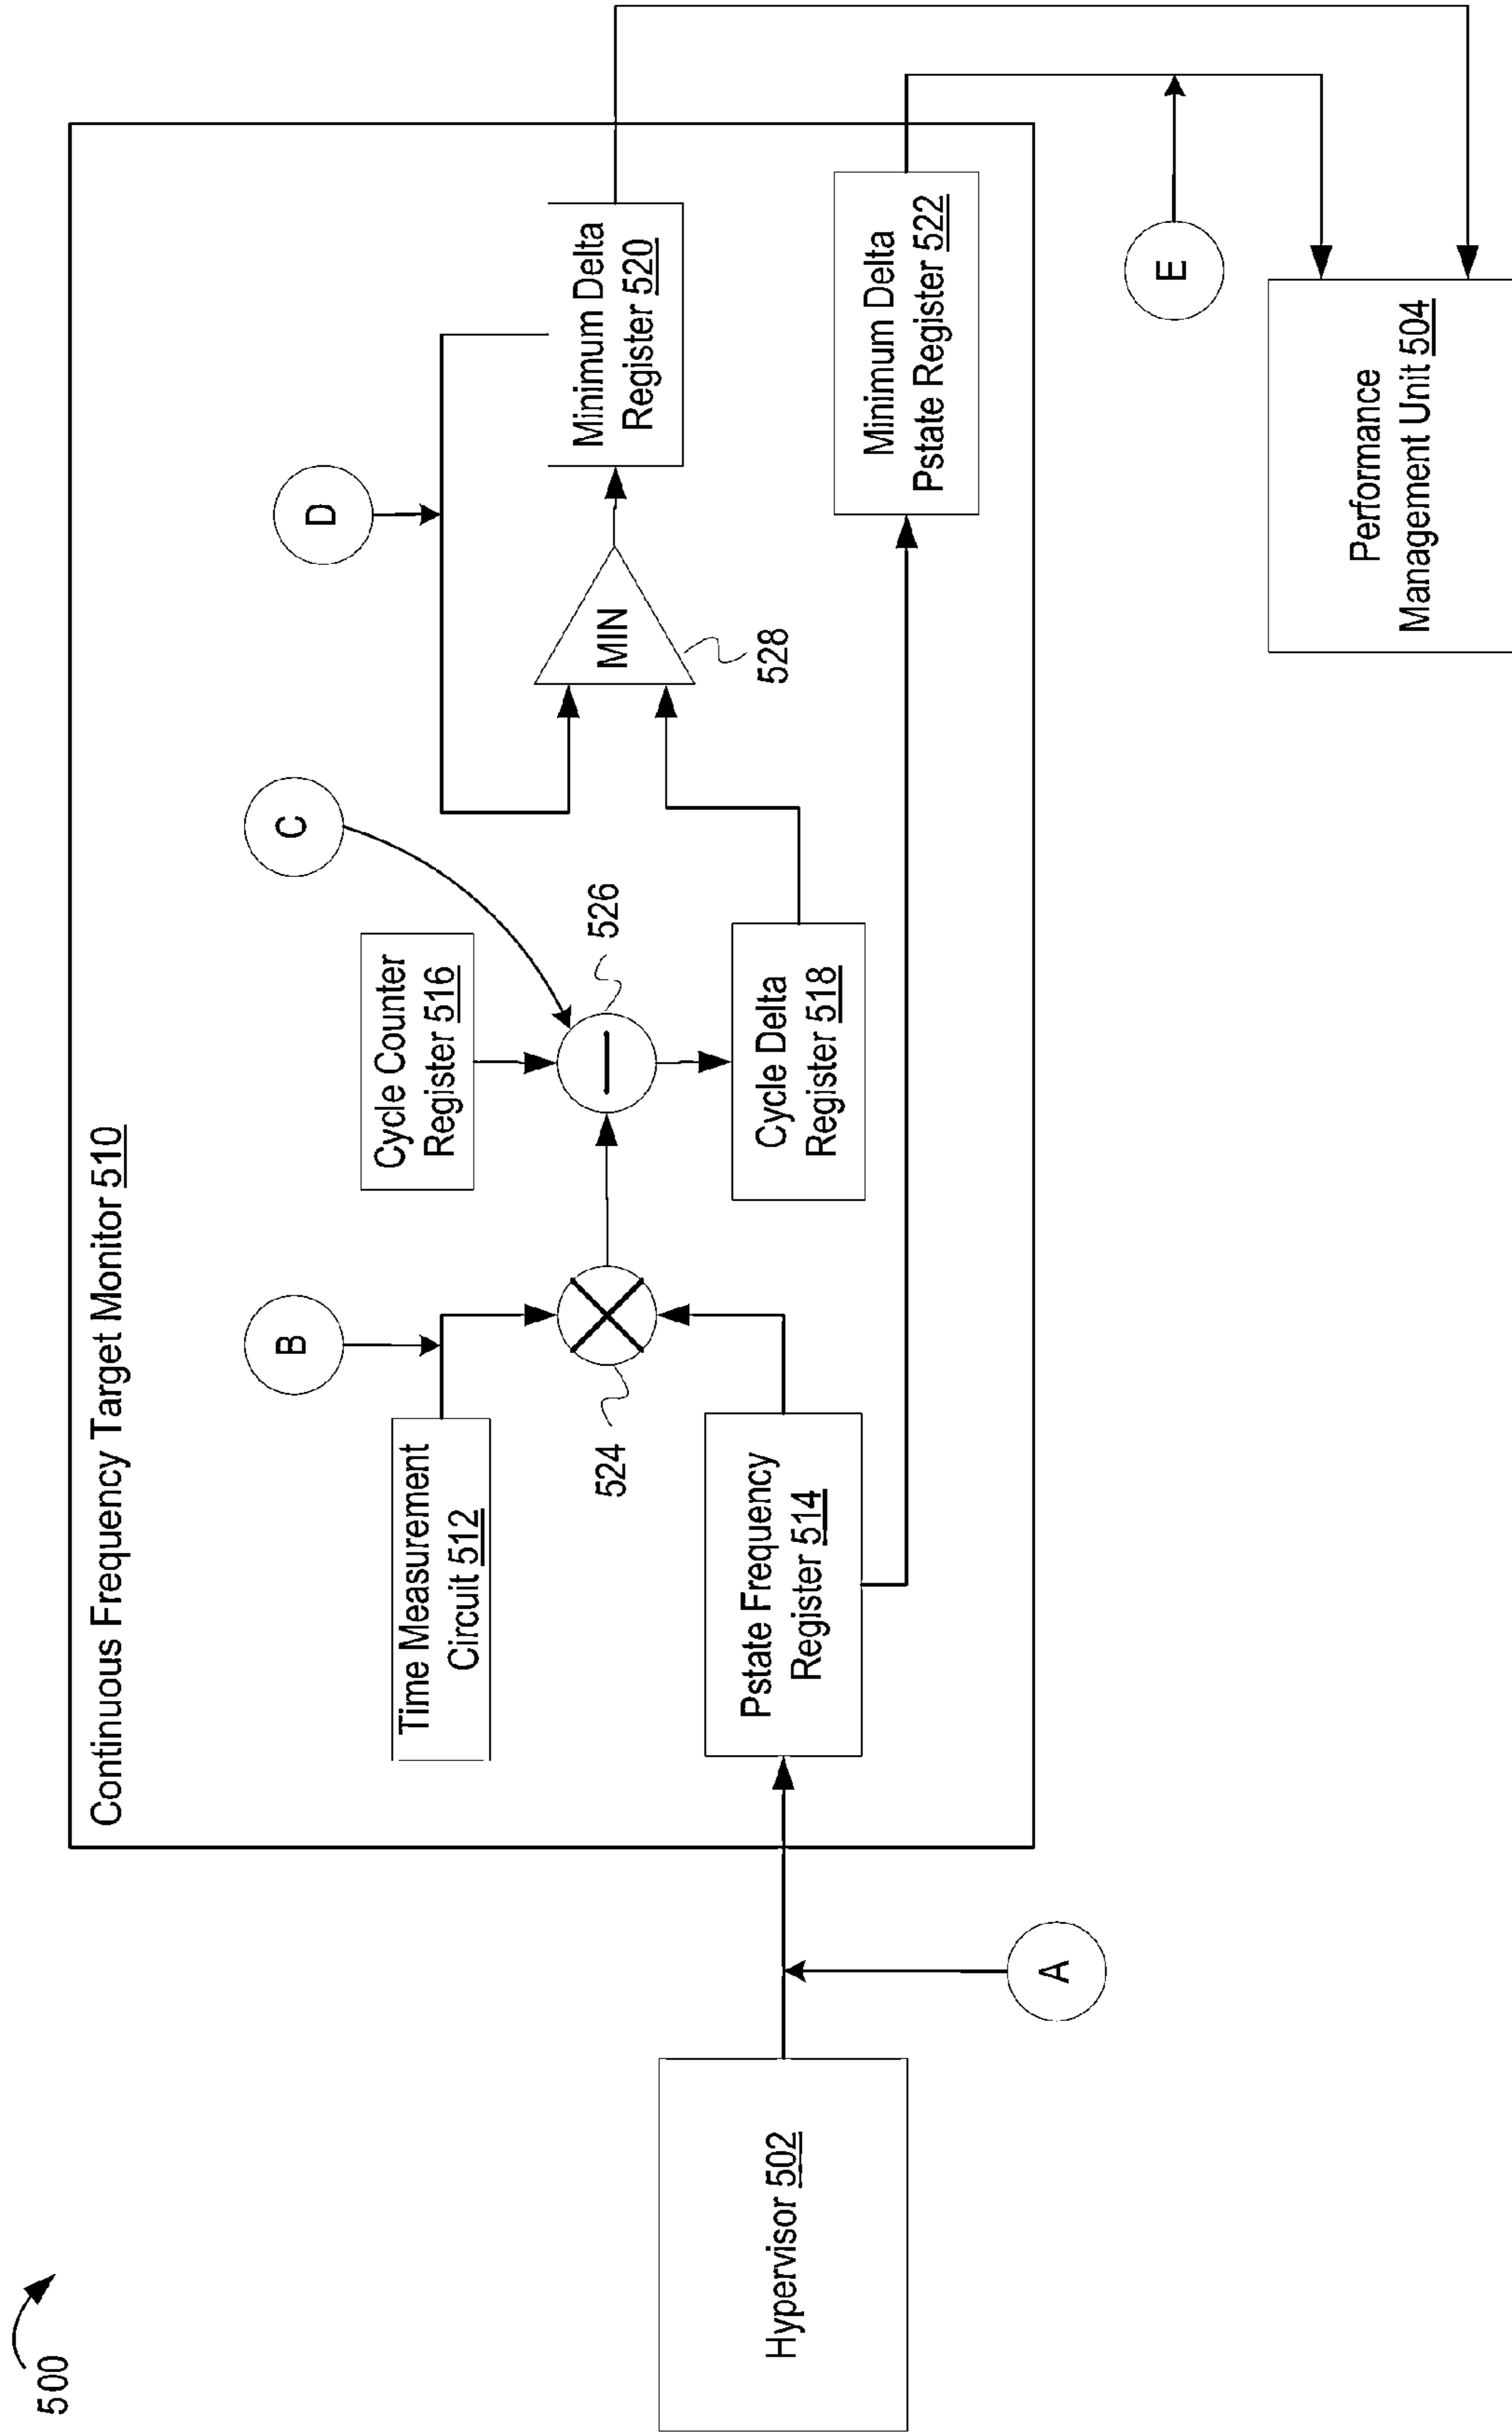 500
Continuous Frequency Target Monitor 510
B
C
D
Time Measurement
Circuit 512
Cycle Counter
Register 516
524
526
MIN
528
Minimum Delta
Register 520
Pstate Frequency
Register 514
Cycle Delta
Register 518
Minimum Delta
Pstate Register 522
Hypervisor 502
A
E
Performance
Management Unit 504